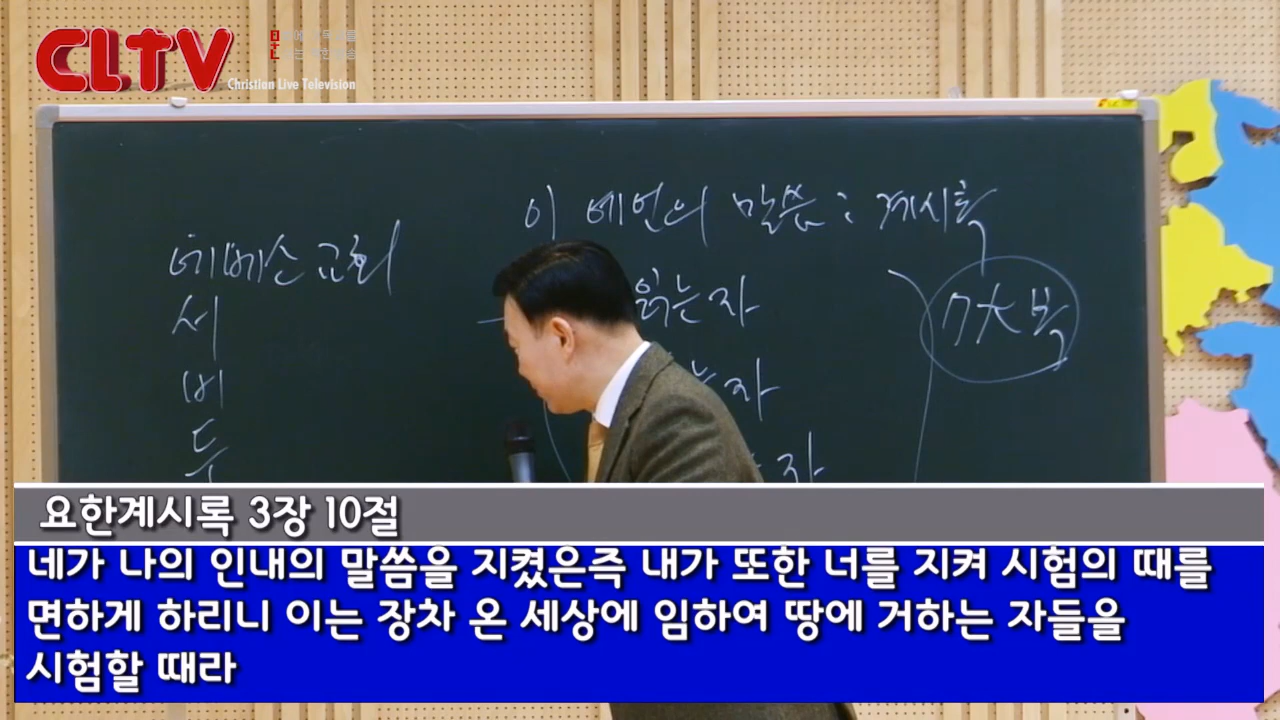 CLTV
Christian Live Television
이 예언의 말씀: 계시록
에베소교회
읽는자
서
7大복
버
는자
두
자
요한계시록 3장 10절
네가 나의 인내의 말씀을 지켰은즉 내가 또한 너를 지켜 시험의 때를
면하게 하리니 이는 장차 온 세상에 임하여 땅에 거하는 자들을
시험할 때라